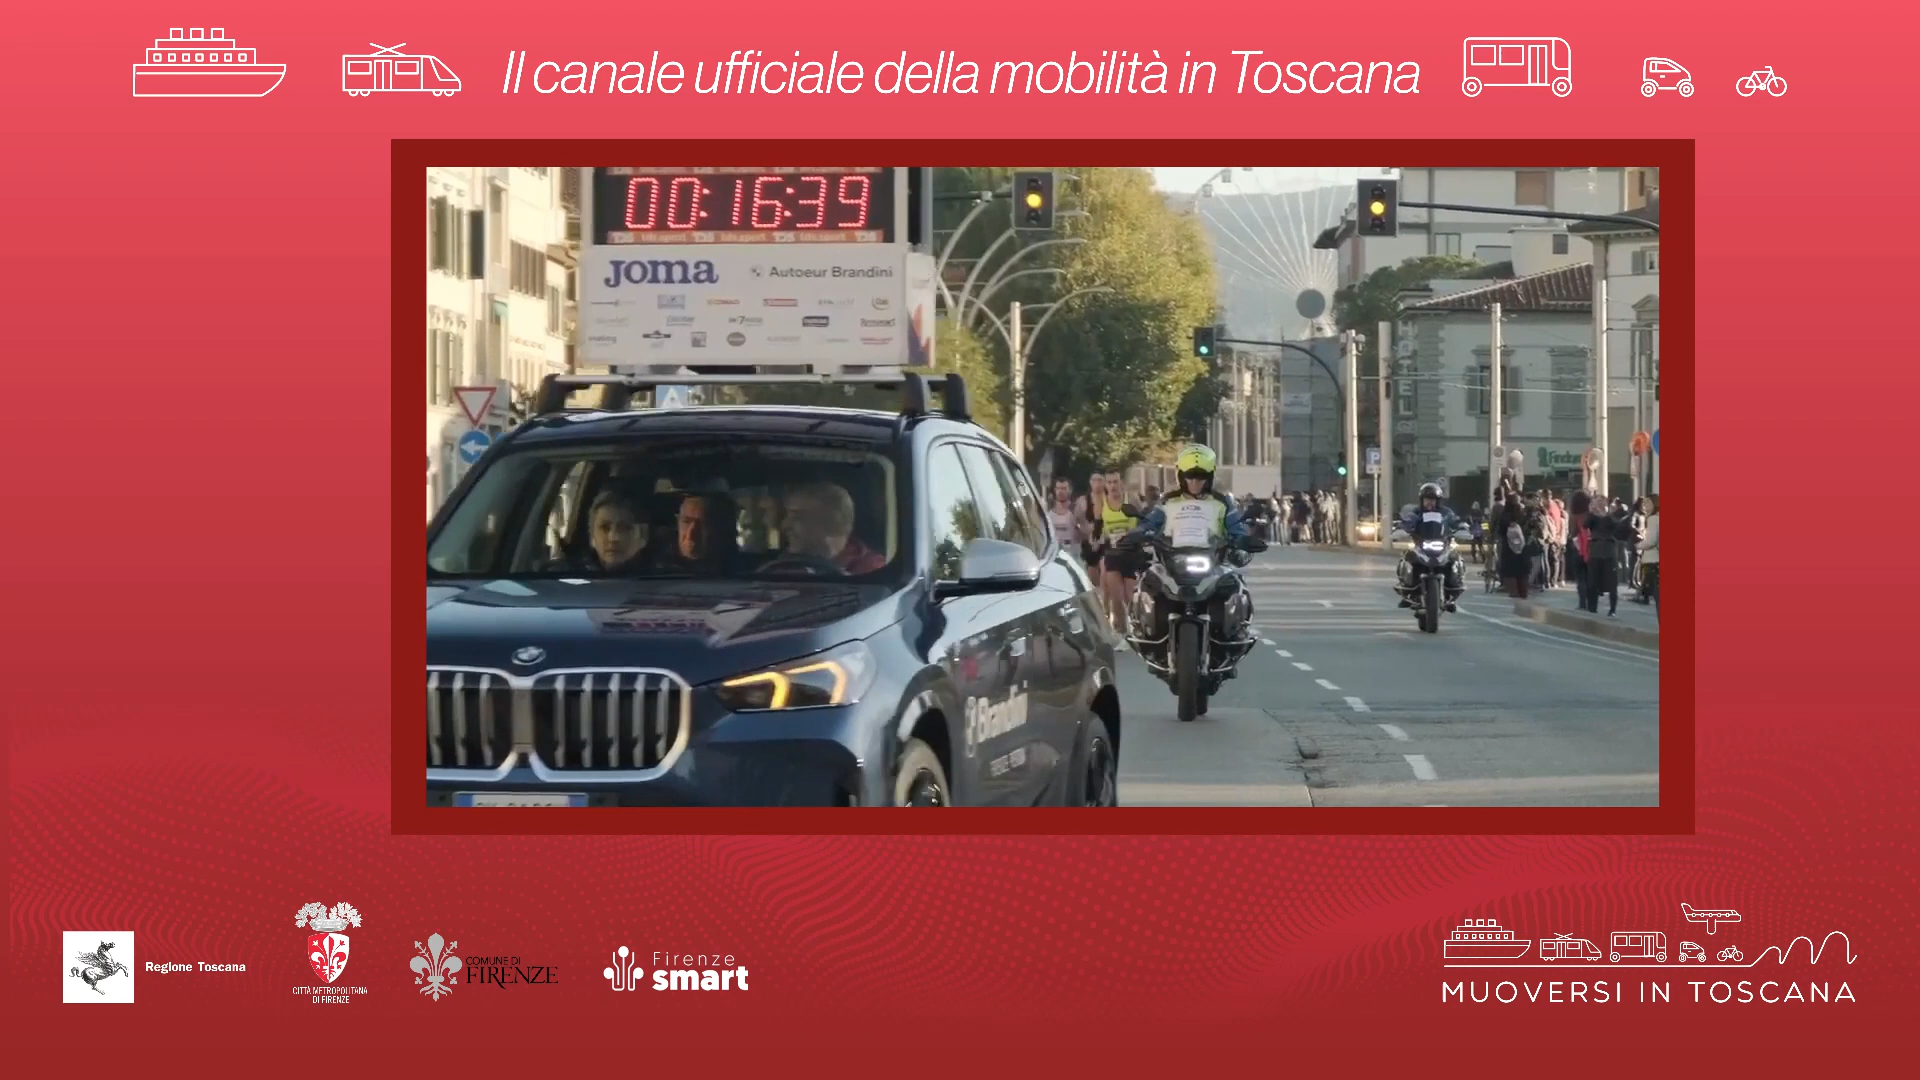 Il canale ufficiale della mobilità in Toscana
00:16:39
Joma
Autoeur Brandini
HOTEL
P
Brandini
Regione Toscana
CITTÀ METROPOLITANA
DI FIRENZE
COMUNE DI
FIRENZE
Firenze
smart
MUOVERSI IN TOSCANA